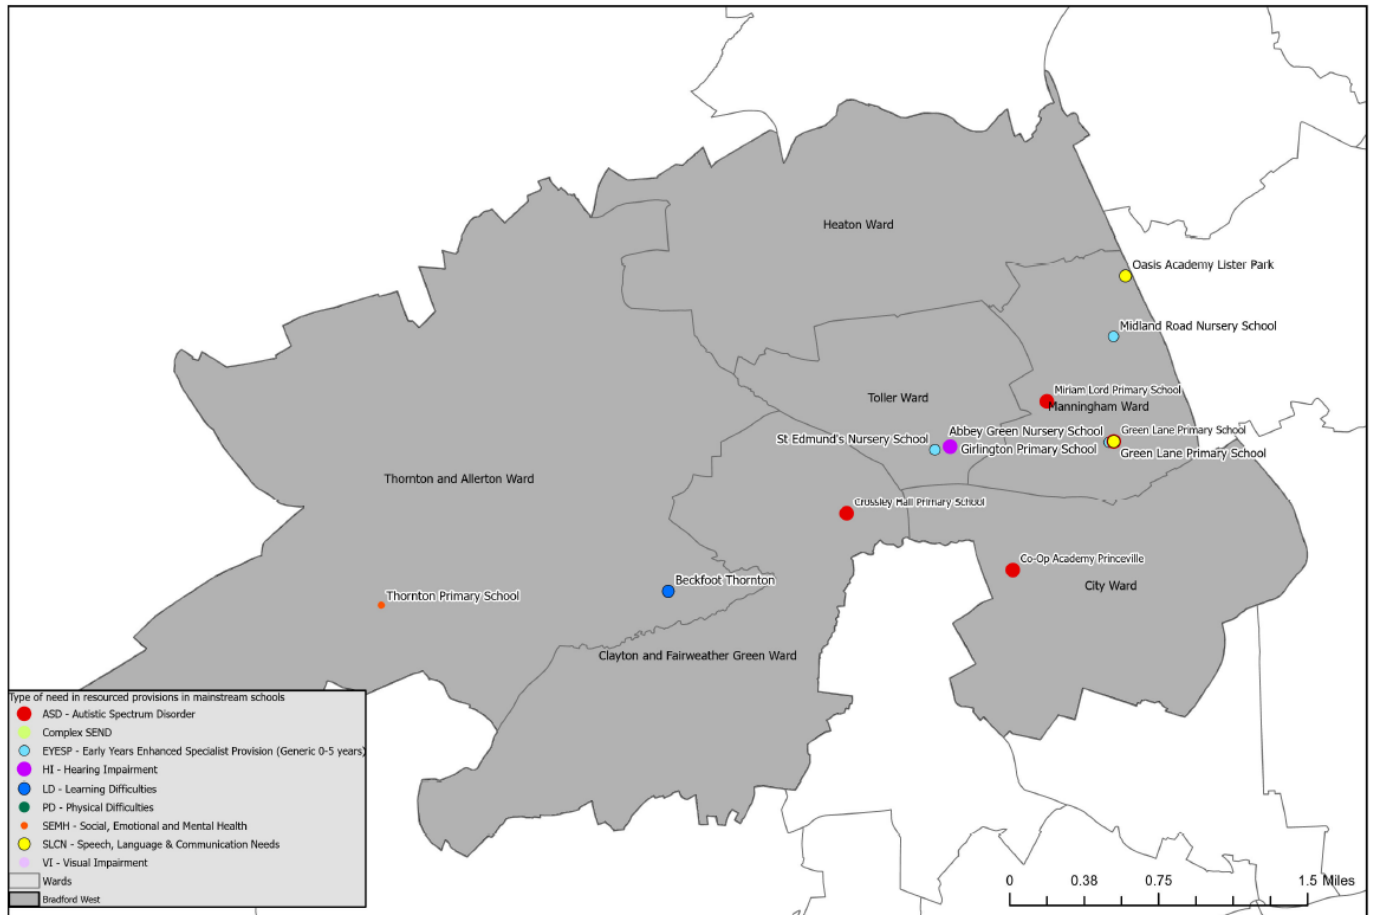 Heaton Ward
Oasis Academy Lister Park
Midland Road Nursery School
Miriam Lord Primary School
Toller Ward
Manningham Ward
Abbey Green Nursery School
Green Lane Primary School
St Edmund's Nursery School
Girlington Primary School
Green Lane Primary School
Thornton and Allerton Ward
Crossley Hall Primary School
Co-Op Academy Princeville
Beckfoot Thornton
City Ward
Thornton Primary School
Clayton and Fairweather Green Ward
Type of need in resourced provisions in mainstream schools
ASD - Autistic Spectrum Disorder
Complex SEND
EYESP - Early Years Enhanced Specialist Provision (Generic 0-5 years)
HI - Hearing Impairment
LD - Learning Difficulties
PD - Physical Difficulties
SEMH - Social, Emotional and Mental Health
SLCN - Speech, Language & Communication Needs
VI - Visual Impairment
Wards
Bradford West
0 0.38 0.75 1.5 Miles